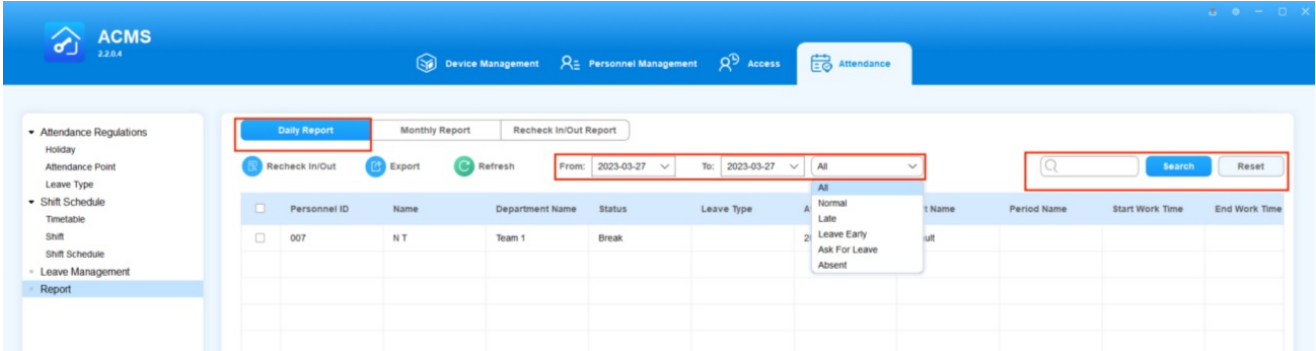 ACMS
2.2.0.4
Device Management Personnel Management Access Attendance
Attendance Regulations
Holiday
Attendance Point
Leave Type
Shift Schedule
Timetable
Shift
Shift Schedule
Leave Management
Report
Daily Report Monthly Report Recheck In/Out Report
Recheck In/Out Export Refresh From: 2023-03-27 To: 2023-03-27 All Search Reset
All
Normal
Late
Leave Early
Ask For Leave
Absent
Personnel ID Name Department Name Status Leave Type Name Period Name Start Work Time End Work Time
007 N T Team 1 Break